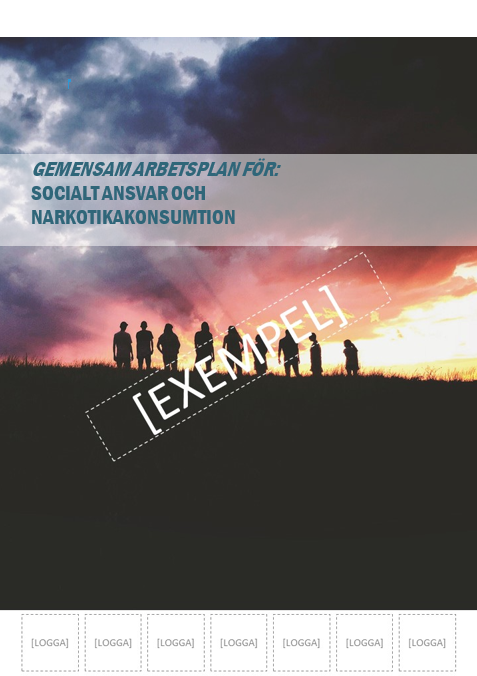 GEMENSAM ARBETSPLAN FÖR:
SOCIALT ANSVAR OCH
NARKOTIKAKONSUMTION
[EXEMPEL]
[LOGGA] [LOGGA] [LOGGA] [LOGGA] [LOGGA] [LOGGA] [LOGGA]